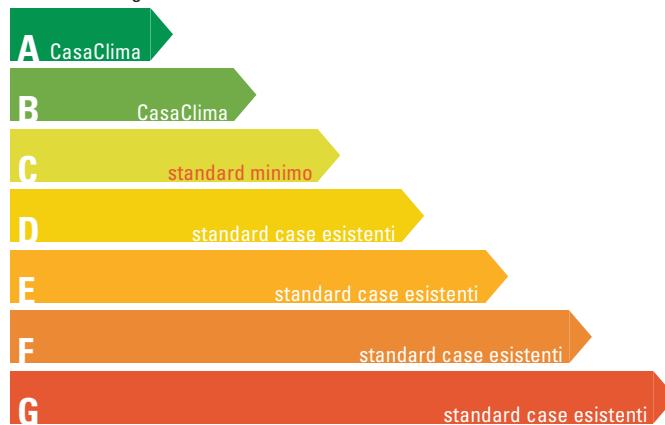 A CasaClima
B CasaClima
C standard minimo
D standard case esistenti
E standard case esistenti
F standard case esistenti
G standard case esistenti